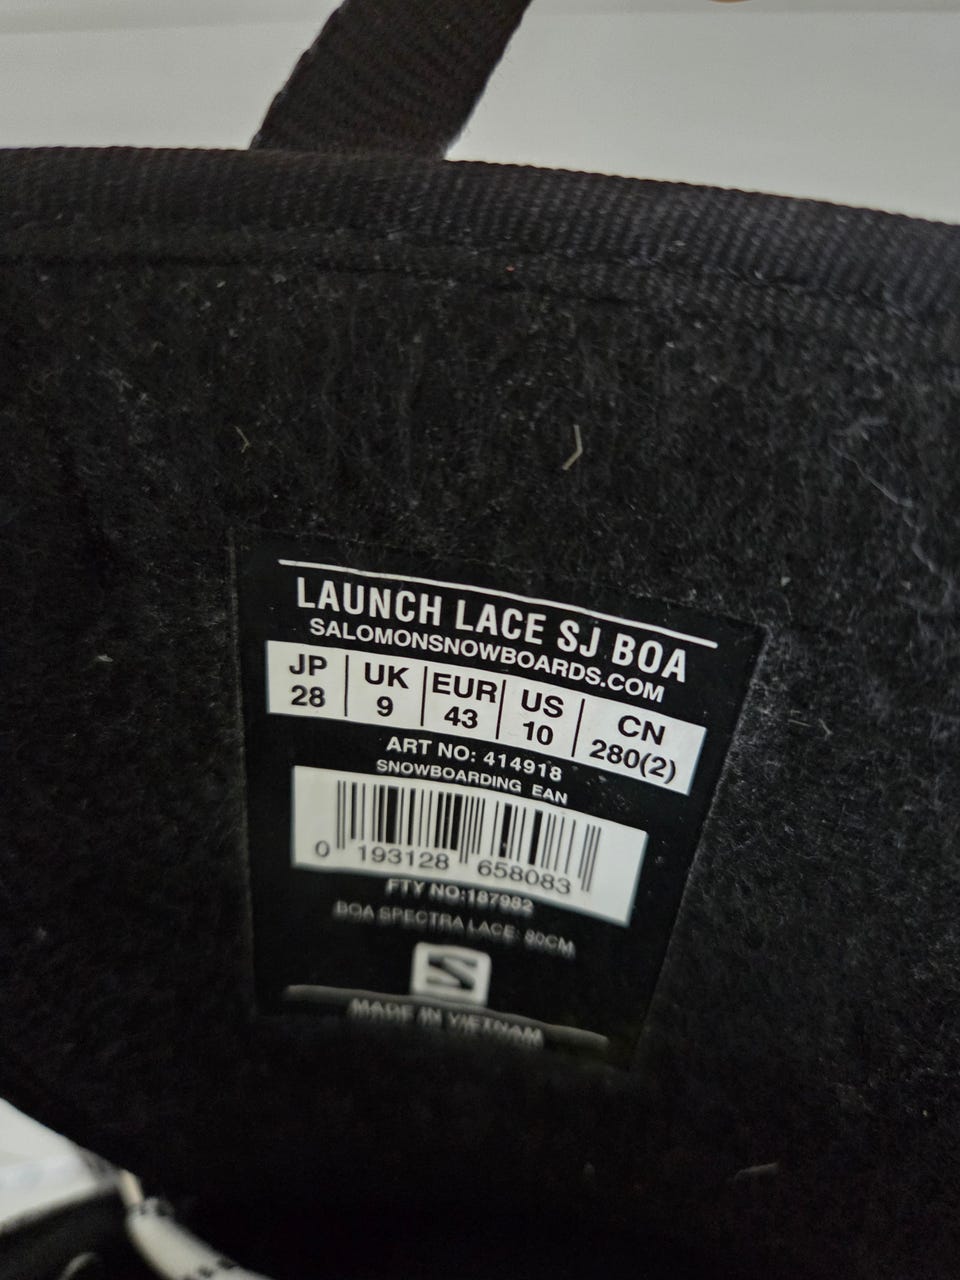 LAUNCH LACE SJ BOA
SALOMONSNOWBOARDS.COM
JP UK EUR US CN
28 9 43 10 280(2)
ART NO: 414918
SNOWBOARDING EAN
0 193128 658083
FTY NO:187982
BOA SPECTRA LACE: 80CM
S
MADE IN VIETNAM